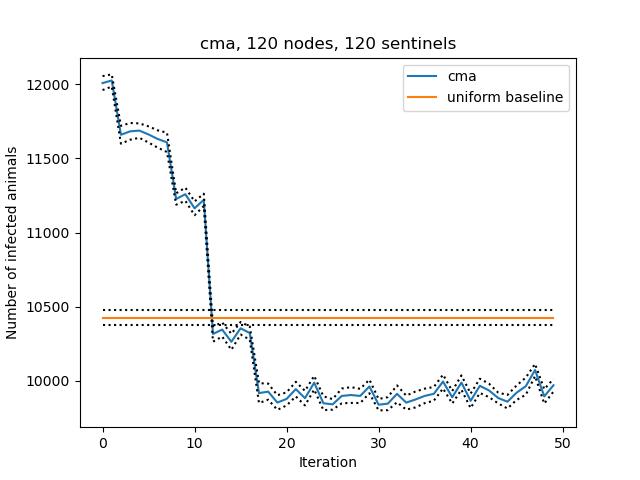 cma, 120 nodes, 120 sentinels
cma
uniform baseline
Number of infected animals
12000
11500
11000
10500
10000
0
10
20
30
40
50
Iteration